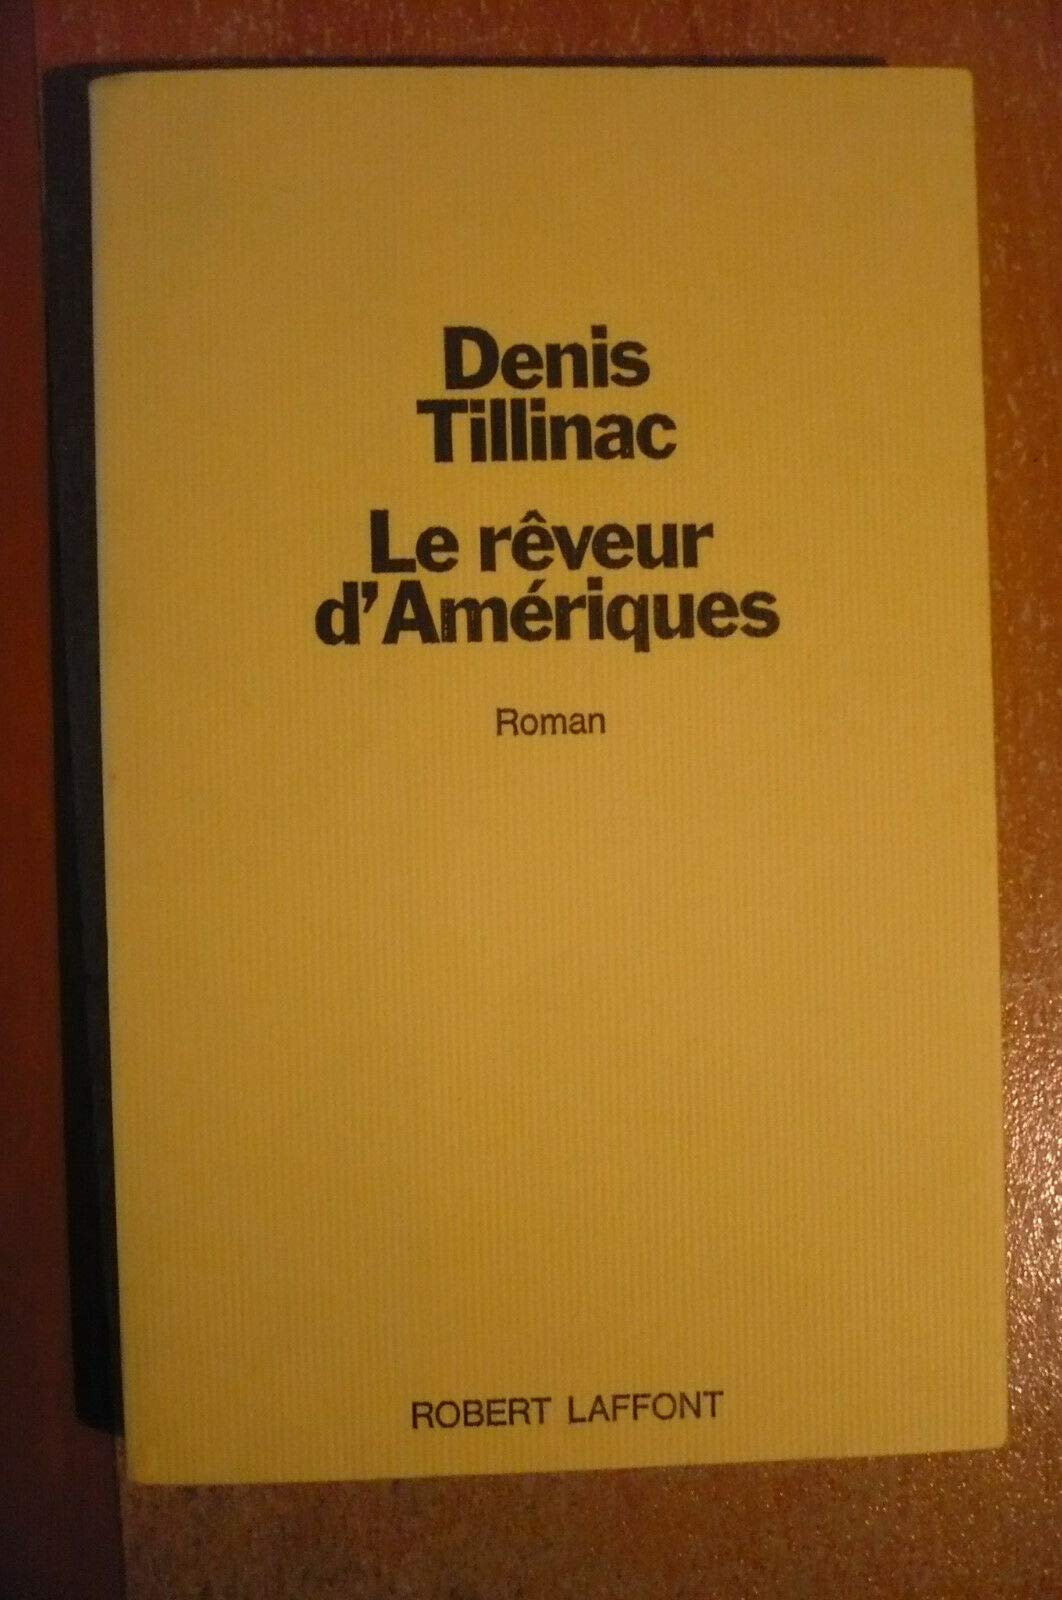 Denis
Tillinac
Le rêveur
d'Amériques
Roman
ROBERT LAFFONT